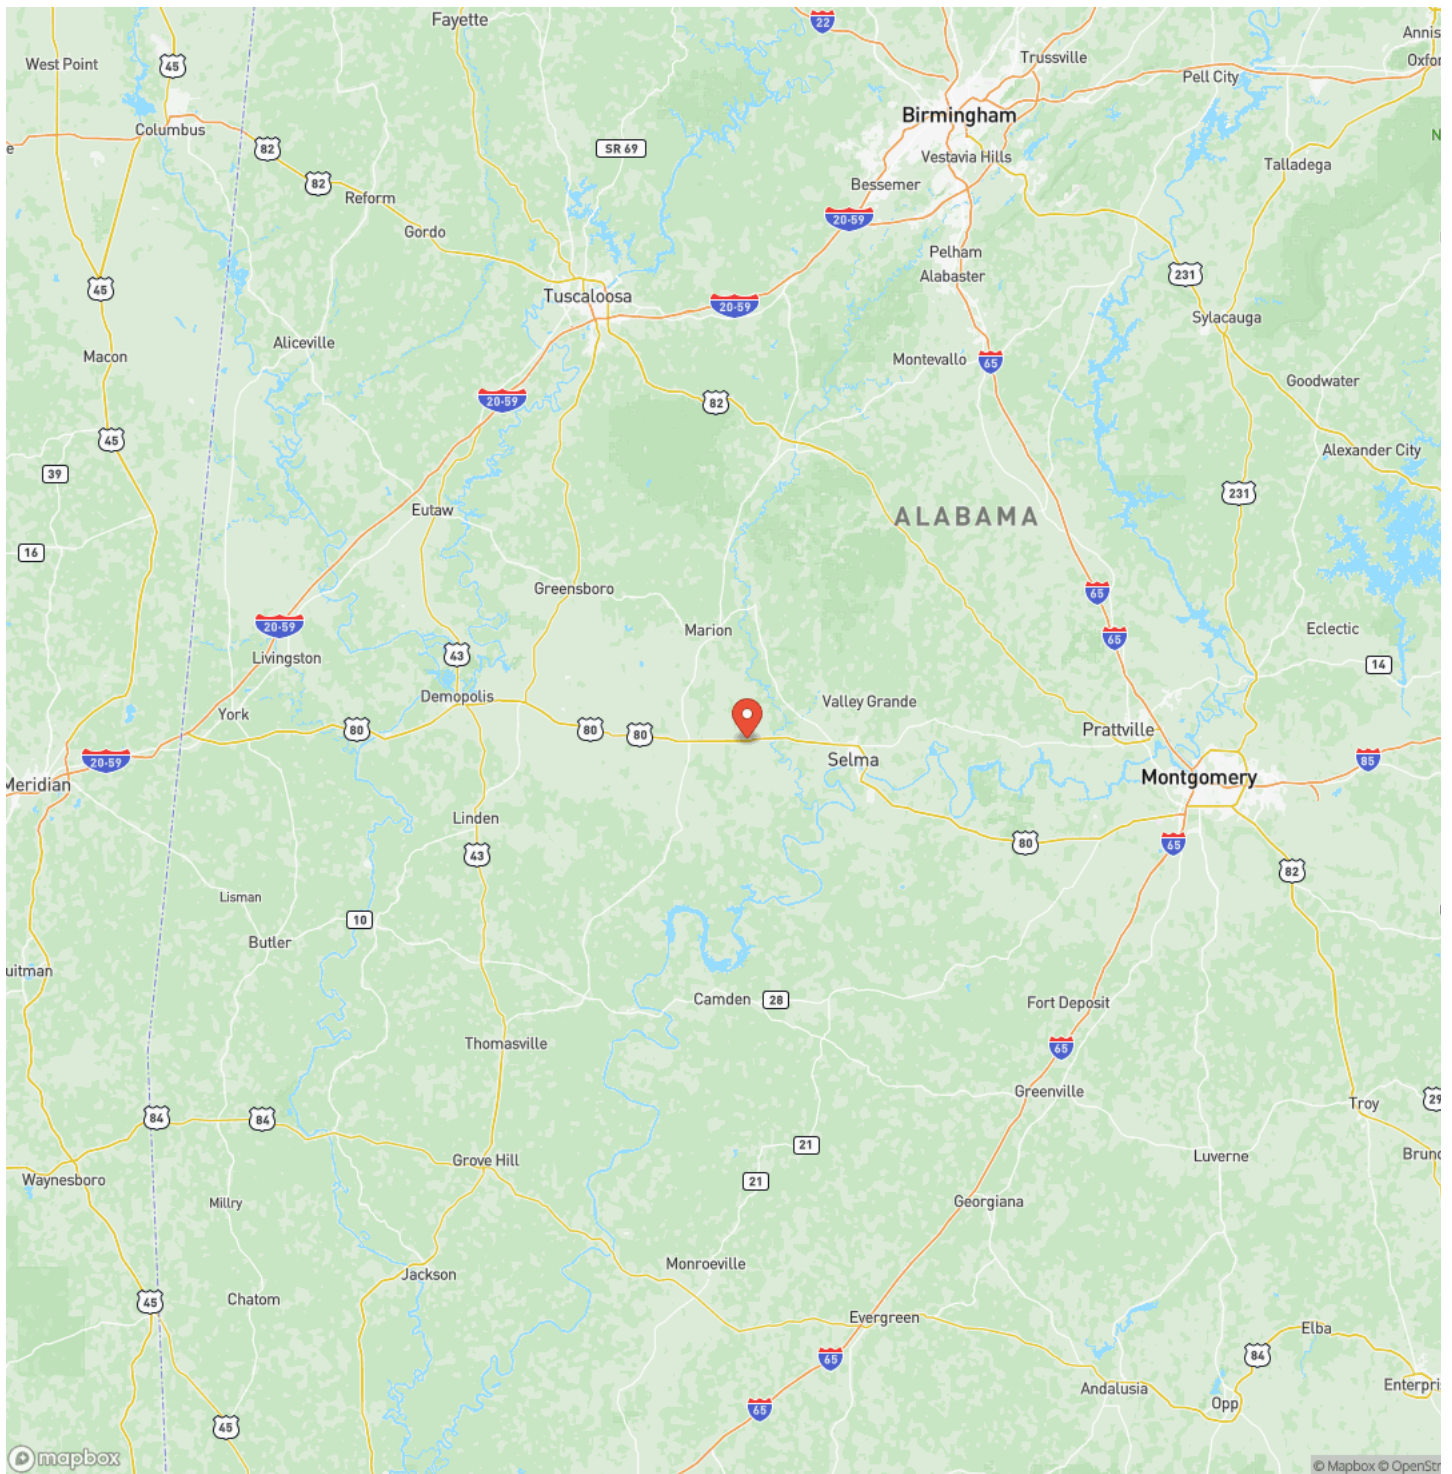 Fayette
22
Annis
Trussville
Oxfor
West Point
45
Pell City
Birmingham
Columbus
82
SR 69
Vestavia Hills
Talladega
N
e
82
Reform
Bessemer
20-59
Gordo
Pelham
Alabaster
231
45
Tuscaloosa
20-59
Sylacauga
Macon
Aliceville
Montevallo
65
Goodwater
20-59
82
45
Alexander City
39
231
Eutaw
ALABAMA
16
Greensboro
65
20-59
Marion
65
Eclectic
Livingston
43
14
Demopolis
Valley Grande
York
80
80
80
Prattville
20-59
Selma
85
Meridian
Montgomery
Linden
43
80
65
82
Lisman
10
Butler
uitman
Camden
28
Fort Deposit
Thomasville
65
Greenville
84
84
Troy
29
21
Grove Hill
Luverne
Brund
Waynesboro
21
Millry
Georgiana
Monroeville
Jackson
45
Chatom
Evergreen
Elba
65
84
Andalusia
Enterpri
65
Opp
45
mapbox
© Mapbox © OpenStr